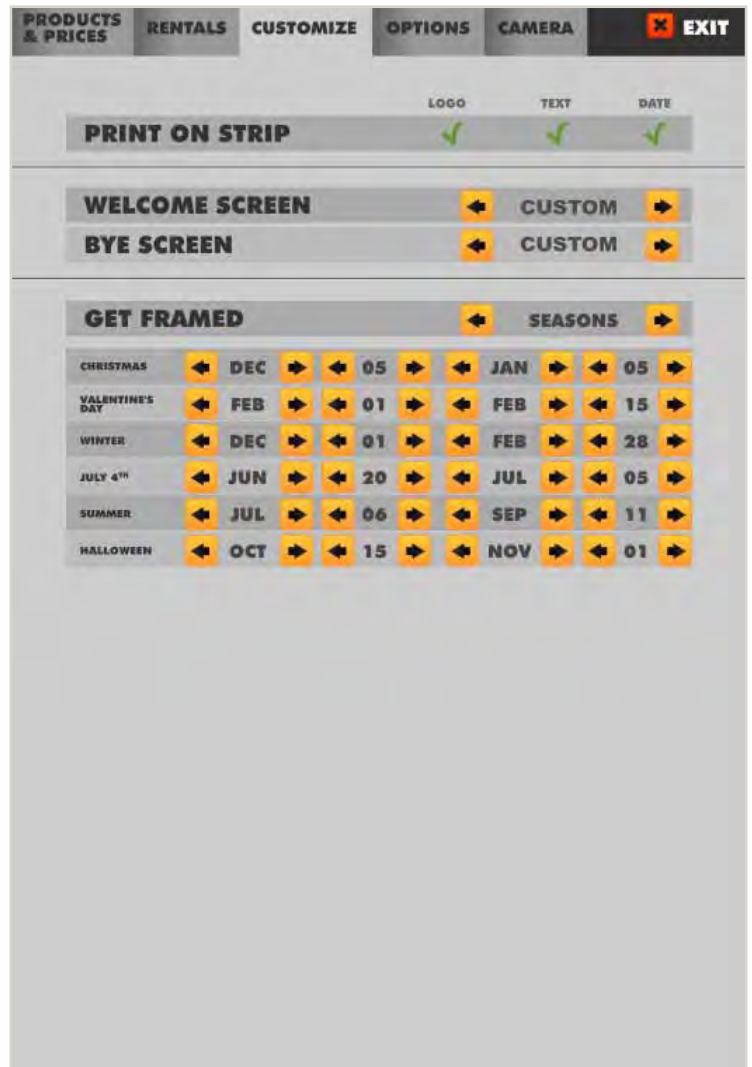 PRODUCTS & PRICES RENTALS CUSTOMIZE OPTIONS CAMERA EXIT
LOGO TEXT DATE
PRINT ON STRIP
WELCOME SCREEN CUSTOM
BYE SCREEN CUSTOM
GET FRAMED SEASONS
CHRISTMAS DEC 05 JAN 05
VALENTINE'S DAY FEB 01 FEB 15
WINTER DEC 01 FEB 28
JULY 4TH JUN 20 JUL 05
SUMMER JUL 06 SEP 11
HALLOWEEN OCT 15 NOV 01